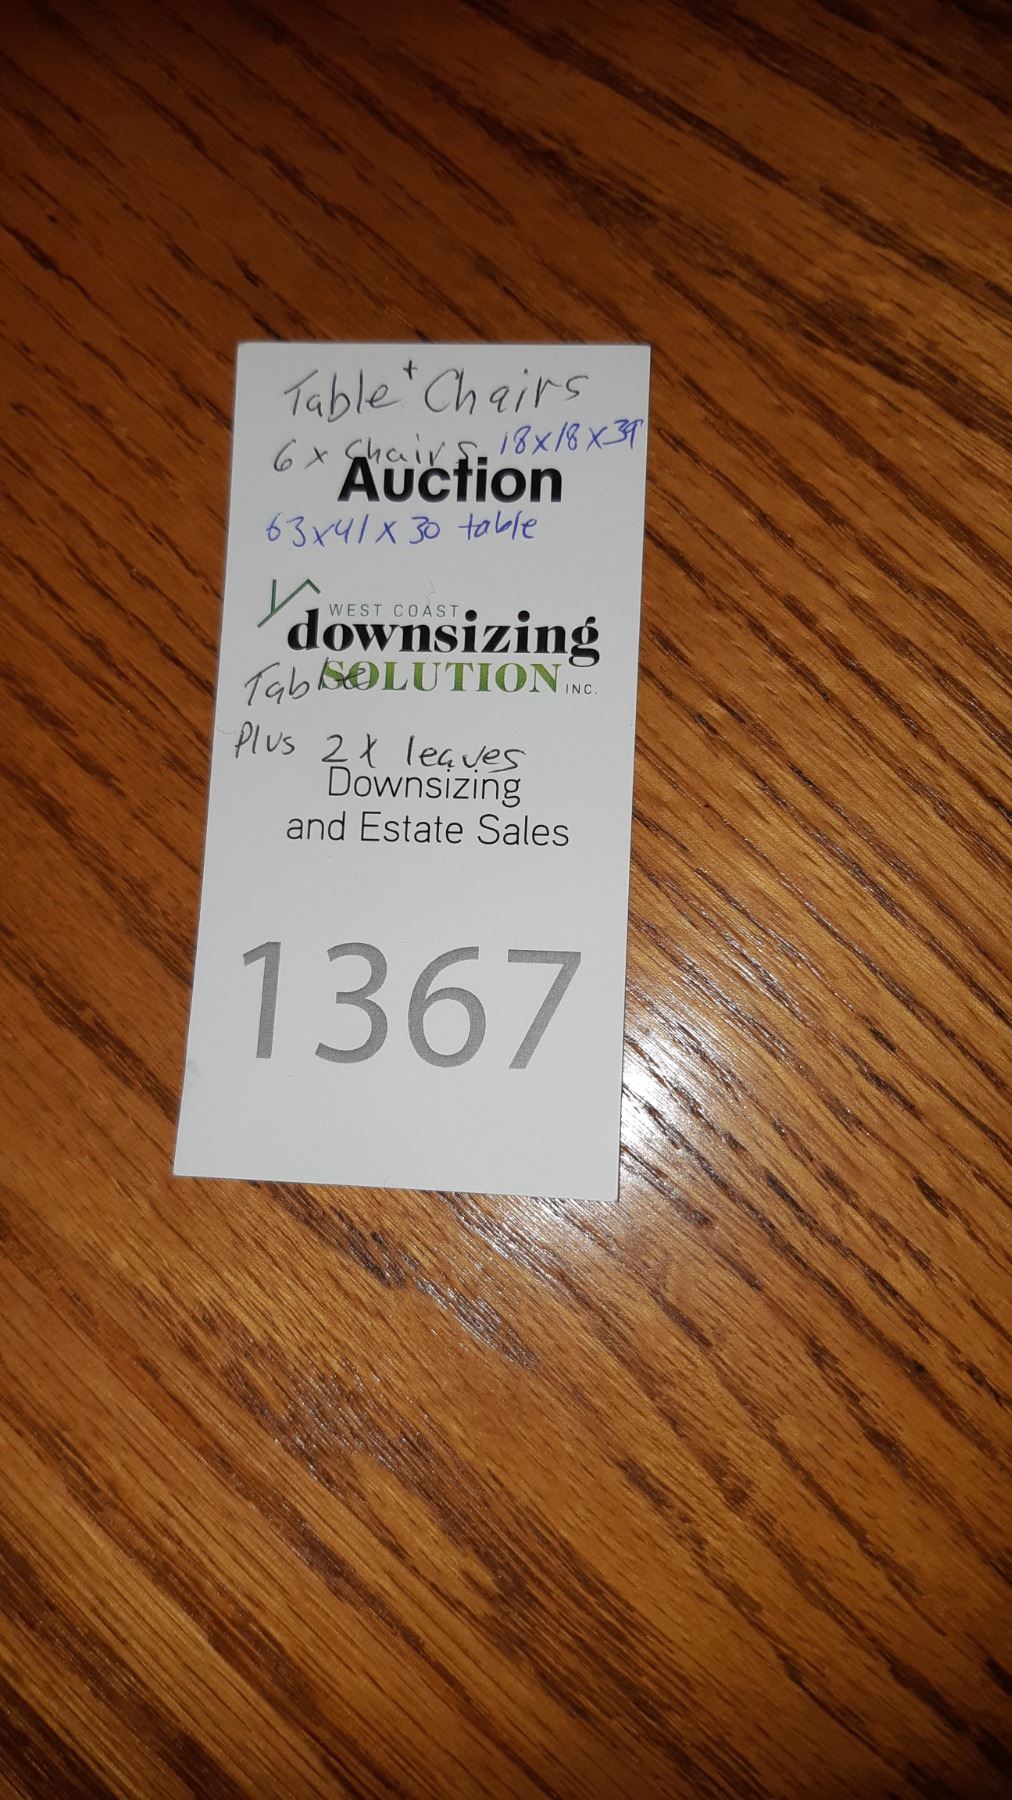 Table + Chairs
6 x Chairs 18x18x39
Auction
63x41x30 table
WEST COAST
downsizing
SOLUTION INC.
Table
Plus 2x leaves
Downsizing
and Estate Sales
1367